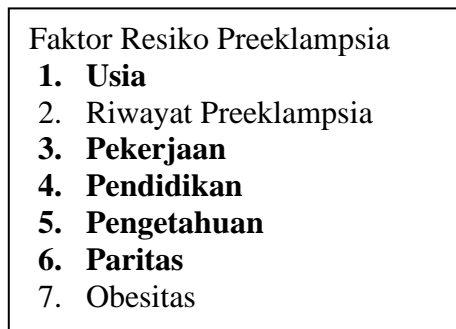 Faktor Resiko Preeklampsia
1. Usia
2. Riwayat Preeklampsia
3. Pekerjaan
4. Pendidikan
5. Pengetahuan
6. Paritas
7. Obesitas